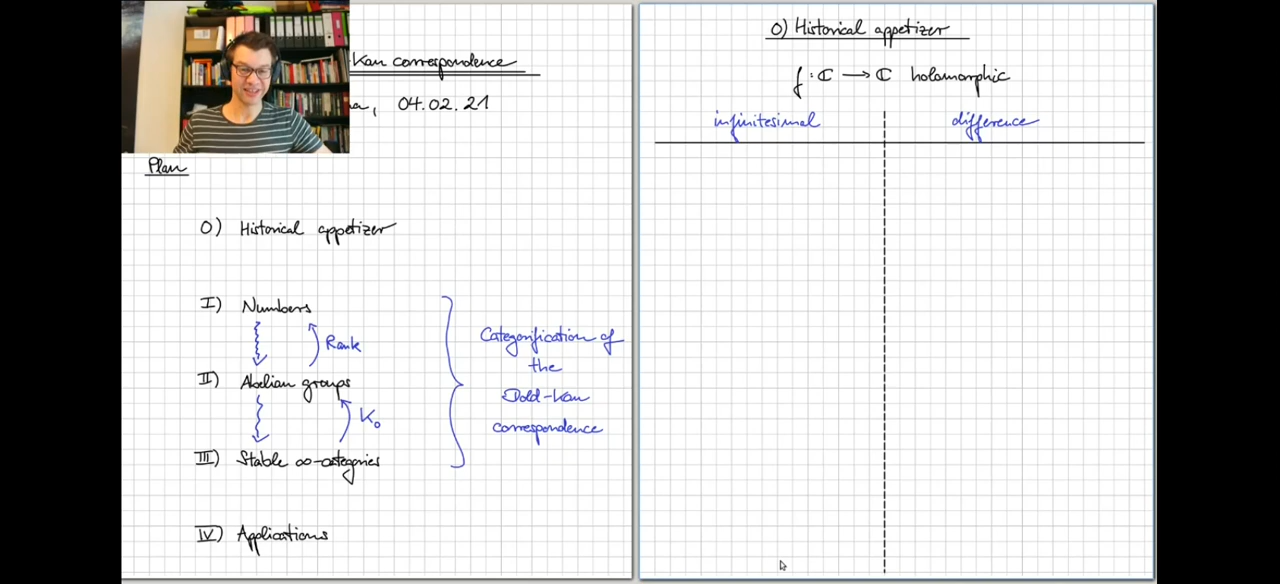 Kan correspondence
a, 04.02.21
Plan
0) Historical appetizer
I) Numbers
Rank
II) Abelian groups
K₀
III) Stable ∞-categories
IV) Applications
Categorification of
the
Dold-Kan
correspondence
0) Historical appetizer
f: ℂ → ℂ holomorphic
infinitesimal
difference